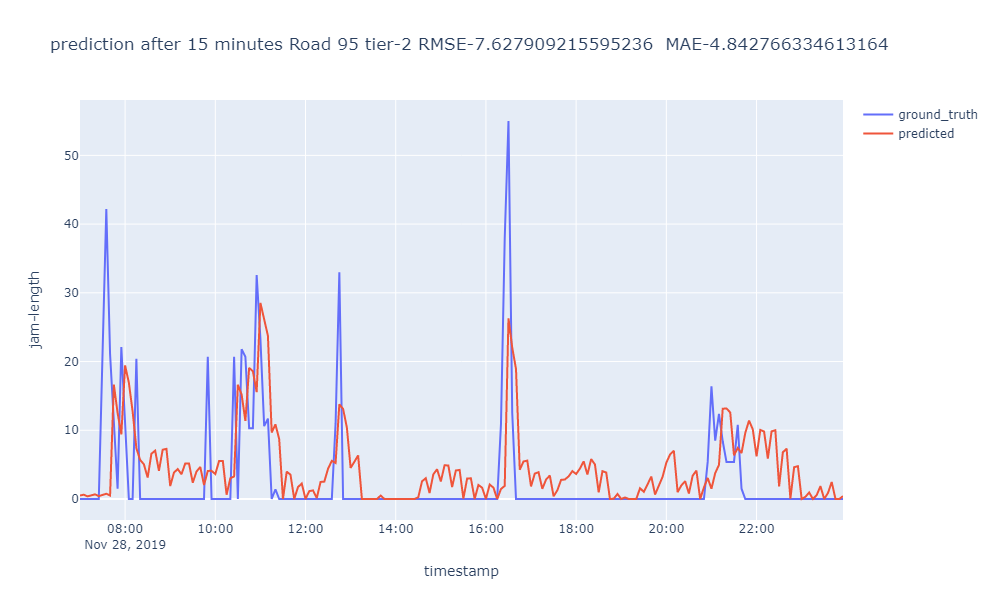 prediction after 15 minutes Road 95 tier-2 RMSE-7.627909215595236  MAE-4.842766334613164
ground_truth
predicted
50
40
30
20
10
0
jam-length
08:00 10:00 12:00 14:00 16:00 18:00 20:00 22:00
Nov 28, 2019
timestamp